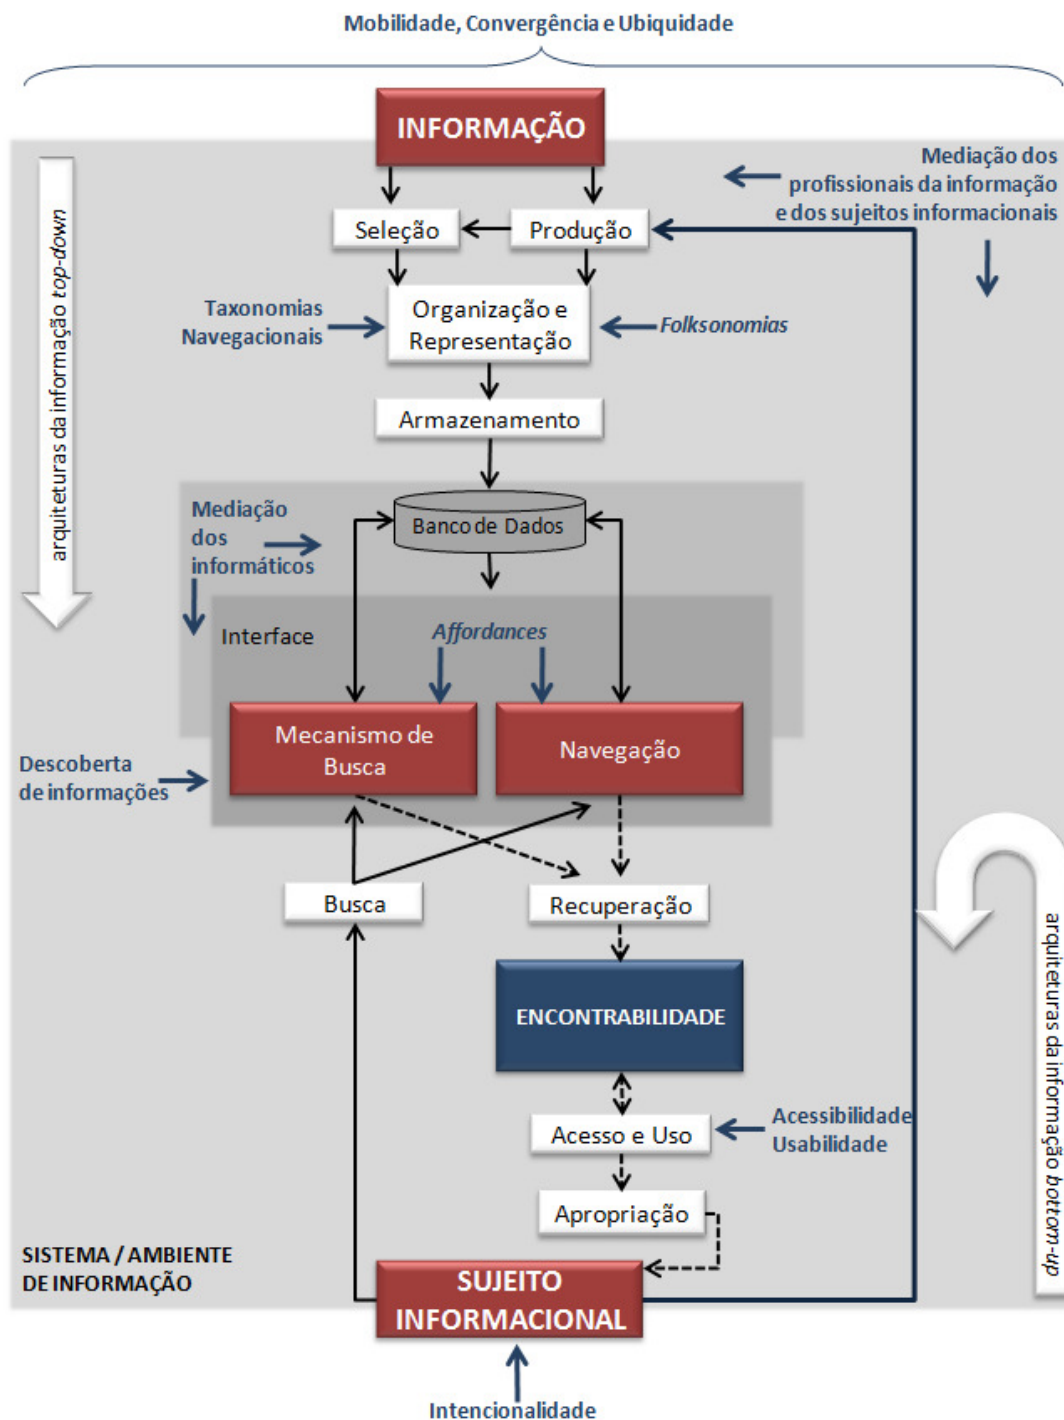 Mobilidade, Convergência e Ubiquidade
INFORMAÇÃO
Mediação dos
profissionais da informação
e dos sujeitos informacionais
arquiteturas da informação top-down
Seleção
Produção
Taxonomias
Navegacionais
Organização e
Representação
Folksonomias
Armazenamento
Mediação
dos
informáticos
Banco de Dados
Interface
Affordances
Mecanismo de
Busca
Navegação
Descoberta
de informações
Busca
Recuperação
arquiteturas da informação bottom-up
ENCONTRABILIDADE
Acesso e Uso
Acessibilidade
Usabilidade
Apropriação
SISTEMA / AMBIENTE
DE INFORMAÇÃO
SUJEITO
INFORMACIONAL
Intencionalidade